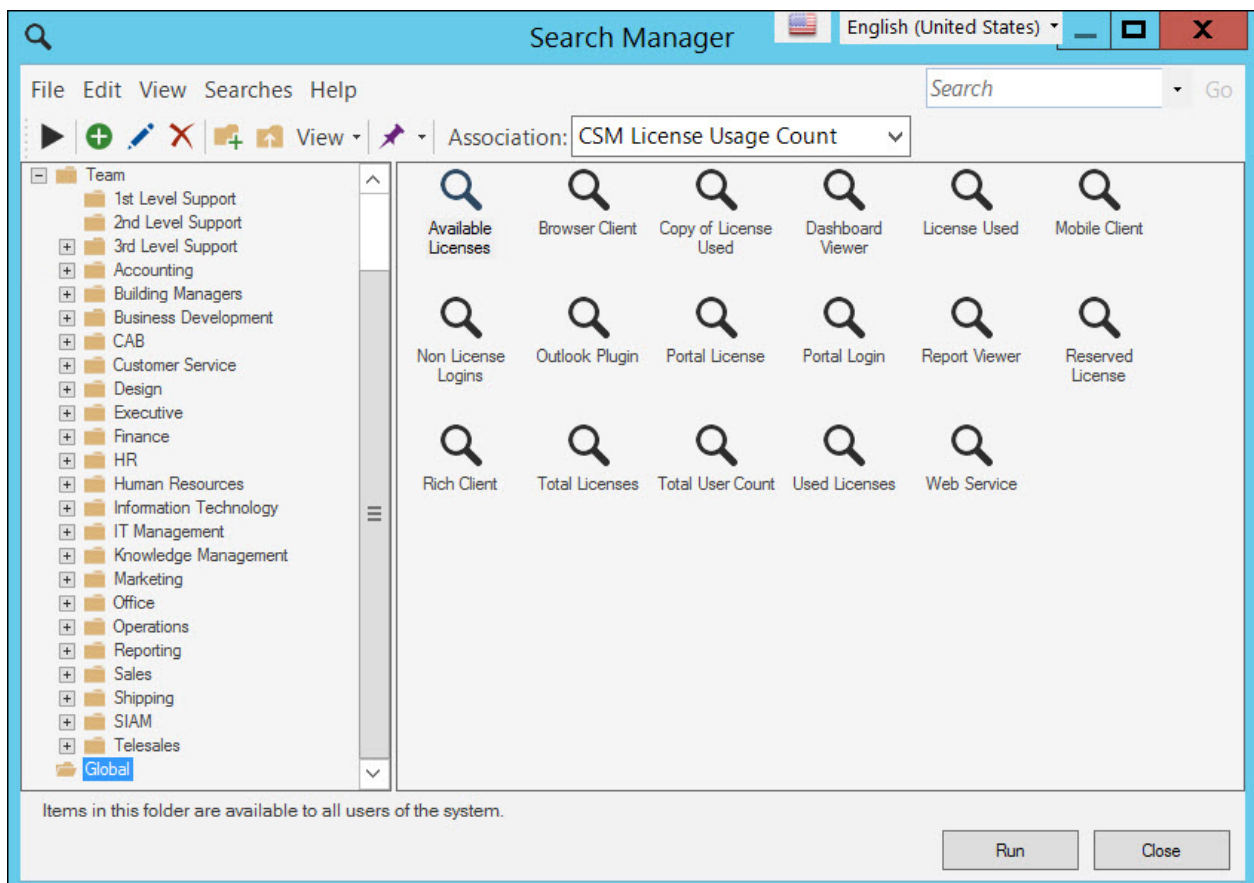 Search Manager
English (United States)
File Edit View Searches Help
Search
Go
View
Association: CSM License Usage Count
Team
1st Level Support
2nd Level Support
3rd Level Support
Accounting
Building Managers
Business Development
CAB
Customer Service
Design
Executive
Finance
HR
Human Resources
Information Technology
IT Management
Knowledge Management
Marketing
Office
Operations
Reporting
Sales
Shipping
SIAM
Telesales
Global
Available
Licenses
Browser Client
Copy of License
Used
Dashboard
Viewer
License Used
Mobile Client
Non License
Logins
Outlook Plugin
Portal License
Portal Login
Report Viewer
Reserved
License
Rich Client
Total Licenses
Total User Count
Used Licenses
Web Service
Items in this folder are available to all users of the system.
Run
Close